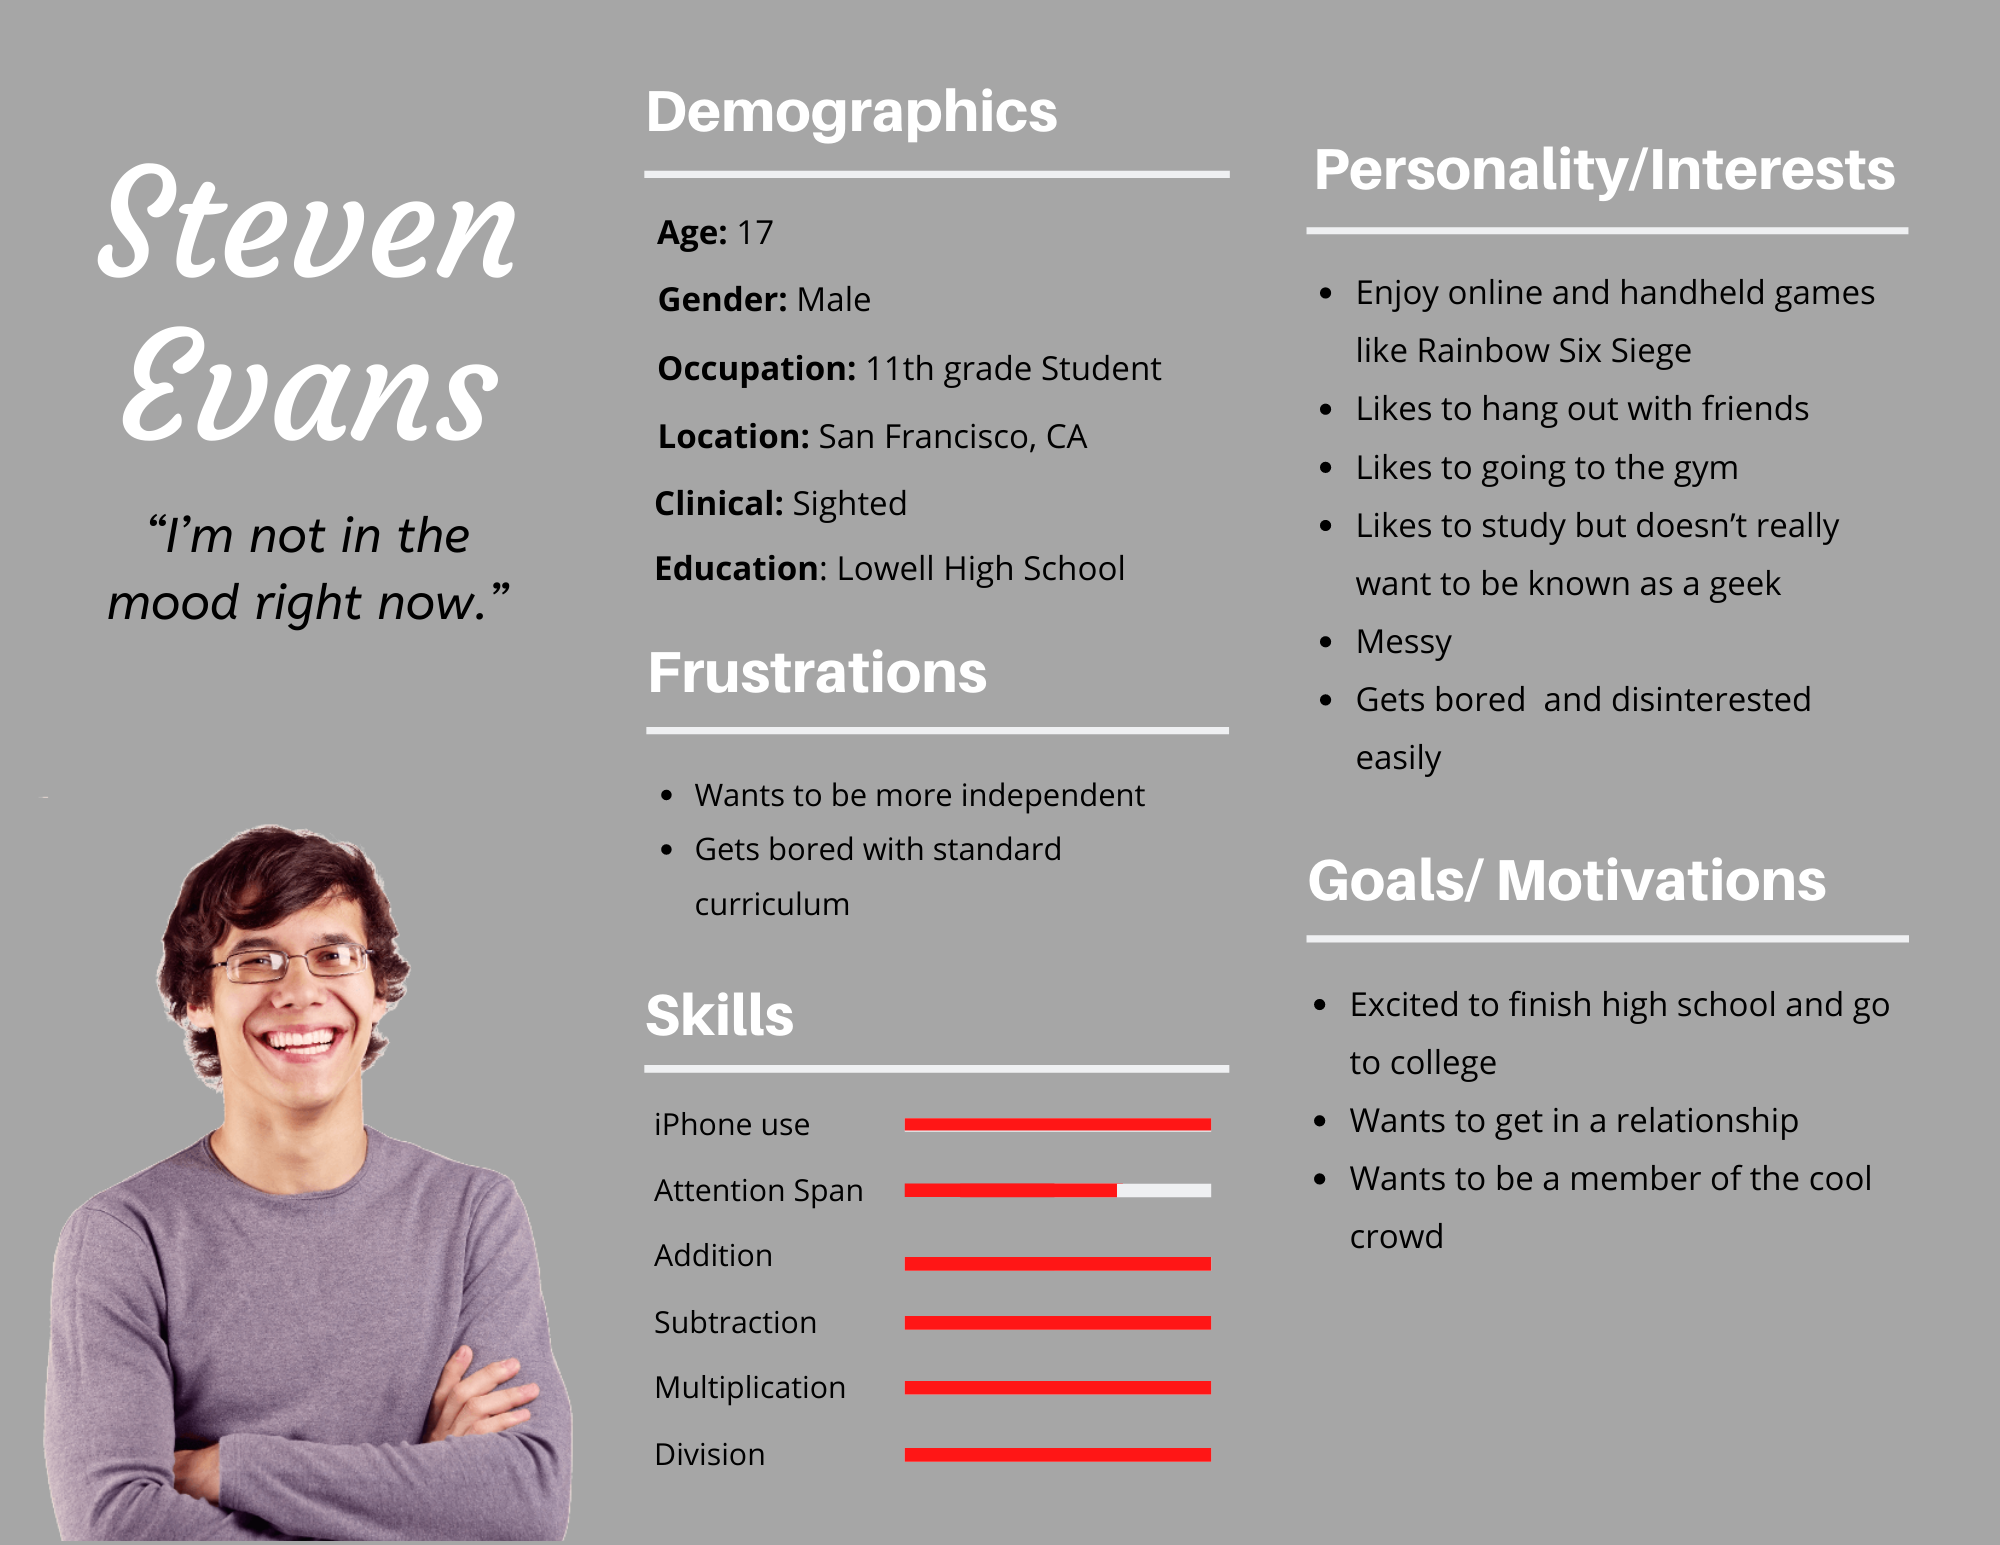 Steven
Evans
“I’m not in the
mood right now.”
Demographics
Age: 17
Gender: Male
Occupation: 11th grade Student
Location: San Francisco, CA
Clinical: Sighted
Education: Lowell High School
Frustrations
• Wants to be more independent
• Gets bored with standard
curriculum
Skills
iPhone use
Attention Span
Addition
Subtraction
Multiplication
Division
Personality/Interests
• Enjoy online and handheld games
like Rainbow Six Siege
• Likes to hang out with friends
• Likes to going to the gym
• Likes to study but doesn’t really
want to be known as a geek
• Messy
• Gets bored  and disinterested
easily
Goals/ Motivations
• Excited to finish high school and go
to college
• Wants to get in a relationship
• Wants to be a member of the cool
crowd